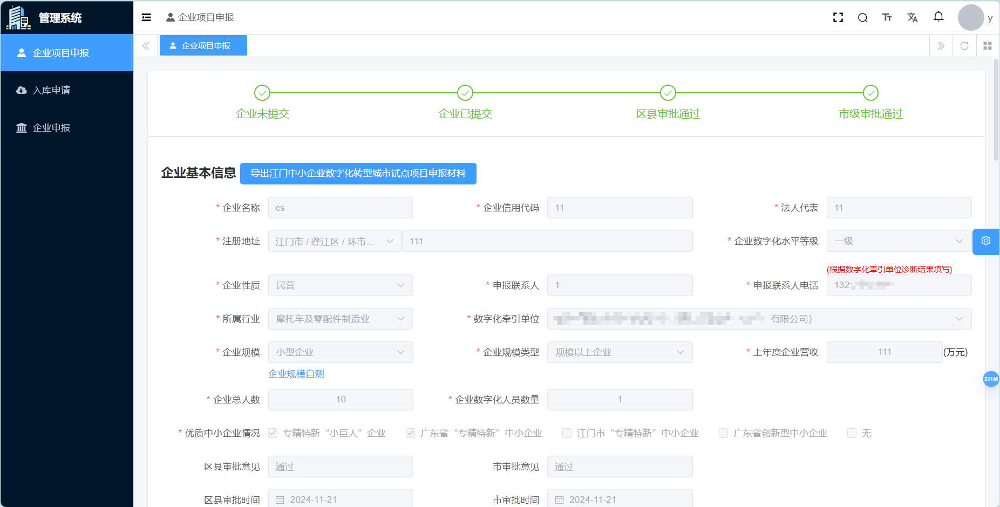 管理系统
企业项目申报
y
企业项目申报
企业项目申报
入库申请
企业申报
企业未提交
企业已提交
区县审批通过
市级审批通过
企业基本信息
导出江门中小企业数字化转型城市试点项目申报材料
* 企业名称 cs
* 企业信用代码 11
* 法人代表 11
* 注册地址 江门市 / 蓬江区 / 环市... 111
* 企业数字化水平等级 一级
(根据数字化牵引单位诊断结果填写)
* 企业性质 民营
* 申报联系人 1
* 申报联系人电话 132
* 所属行业 摩托车及零配件制造业
* 数字化牵引单位 有限公司)
* 企业规模 小型企业
* 企业规模类型 规模以上企业
* 上年度企业营收 111 (万元)
企业规模自测
211M
* 企业总人数 10
* 企业数字化人员数量 1
* 优质中小企业情况 专精特新“小巨人”企业 广东省“专精特新”中小企业 江门市“专精特新”中小企业 广东省创新型中小企业 无
区县审批意见 通过
市审批意见 通过
区县审批时间 2024-11-21
市审批时间 2024-11-21